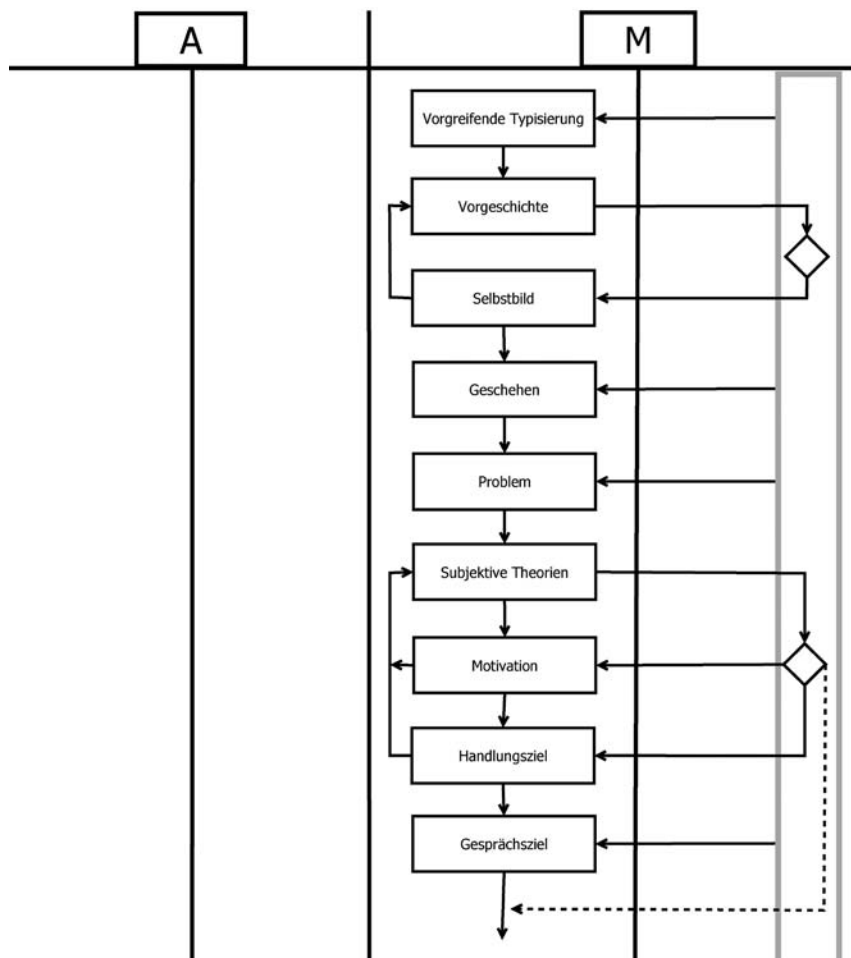 A
M
Vorgreifende Typisierung
Vorgeschichte
Selbstbild
Geschehen
Problem
Subjektive Theorien
Motivation
Handlungsziel
Gesprächsziel